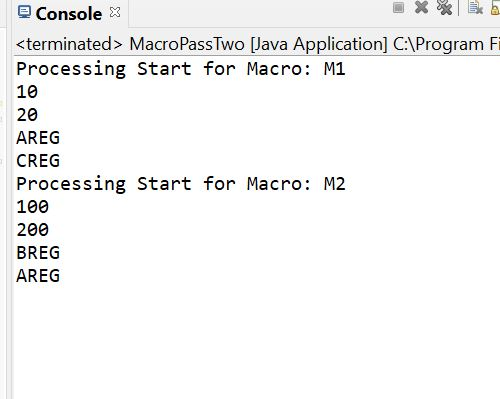 Console
<terminated> MacroPassTwo [Java Application] C:\Program Fi
Processing Start for Macro: M1
10
20
AREG
CREG
Processing Start for Macro: M2
100
200
BREG
AREG